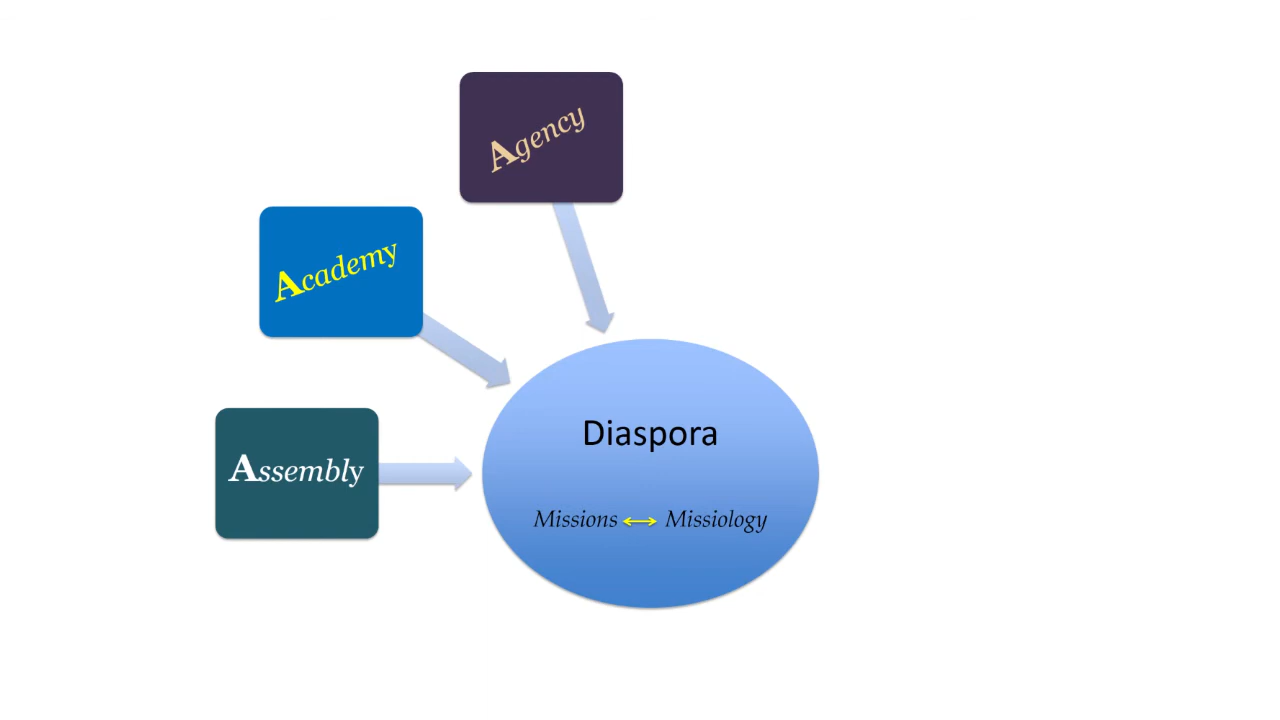 Agency
Academy
Assembly
Diaspora
Missions ↔ Missiology